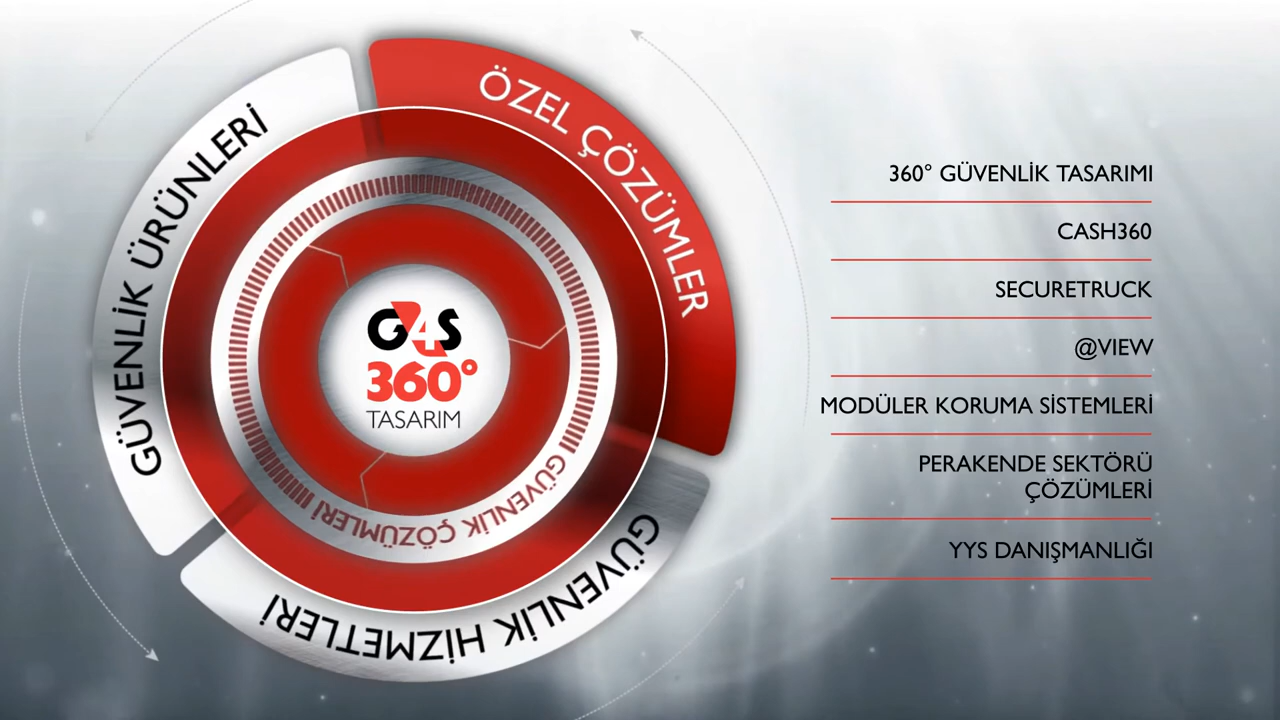 GÜVENLİK ÜRÜNLERİ
ÖZEL ÇÖZÜMLER
GÜVENLİK HİZMETLERİ
GÜVENLİK ÇÖZÜMLERİ
G4S
360°
TASARIM
360° GÜVENLİK TASARIMI
CASH360
SECURETRUCK
@VIEW
MODÜLER KORUMA SİSTEMLERİ
PERAKENDE SEKTÖRÜ
ÇÖZÜMLERİ
YYS DANIŞMANLIĞI